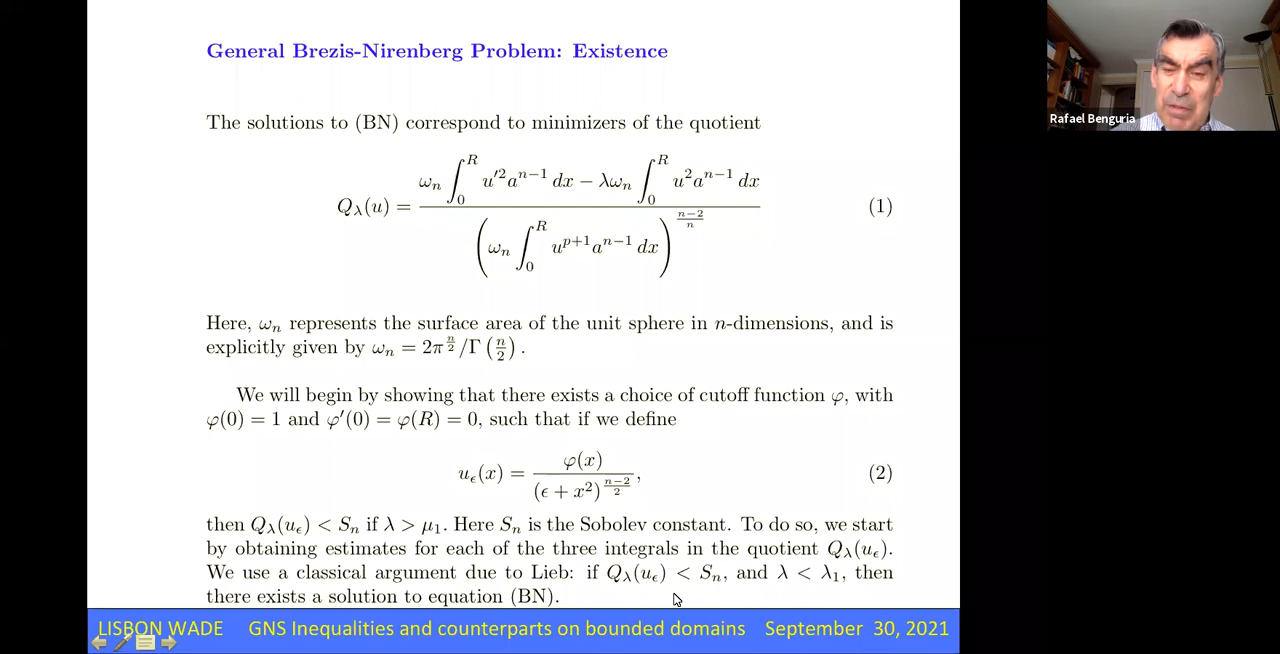 General Brezis-Nirenberg Problem: Existence
The solutions to (BN) correspond to minimizers of the quotient
Q_λ(u) = \frac{ω_n ∫_0^R u'^2 a^{n-1} dx − λω_n ∫_0^R u^2 a^{n-1} dx}{(ω_n ∫_0^R u^{p+1} a^{n-1} dx)^{\frac{n-2}{n}}} (1)
Here, ω_n represents the surface area of the unit sphere in n-dimensions, and is
explicitly given by ω_n = 2π^{\frac{n}{2}}/Γ(\frac{n}{2}).
We will begin by showing that there exists a choice of cutoff function φ, with
φ(0) = 1 and φ′(0) = φ(R) = 0, such that if we define
u_ϵ(x) = \frac{φ(x)}{(ϵ + x^2)^{\frac{n-2}{2}}}, (2)
then Q_λ(u_ϵ) < S_n if λ > μ_1. Here S_n is the Sobolev constant. To do so, we start
by obtaining estimates for each of the three integrals in the quotient Q_λ(u_ϵ).
We use a classical argument due to Lieb: if Q_λ(u_ϵ) < S_n, and λ < λ_1, then
there exists a solution to equation (BN).
LISBON WADE GNS Inequalities and counterparts on bounded domains September 30, 2021
Rafael Benguria